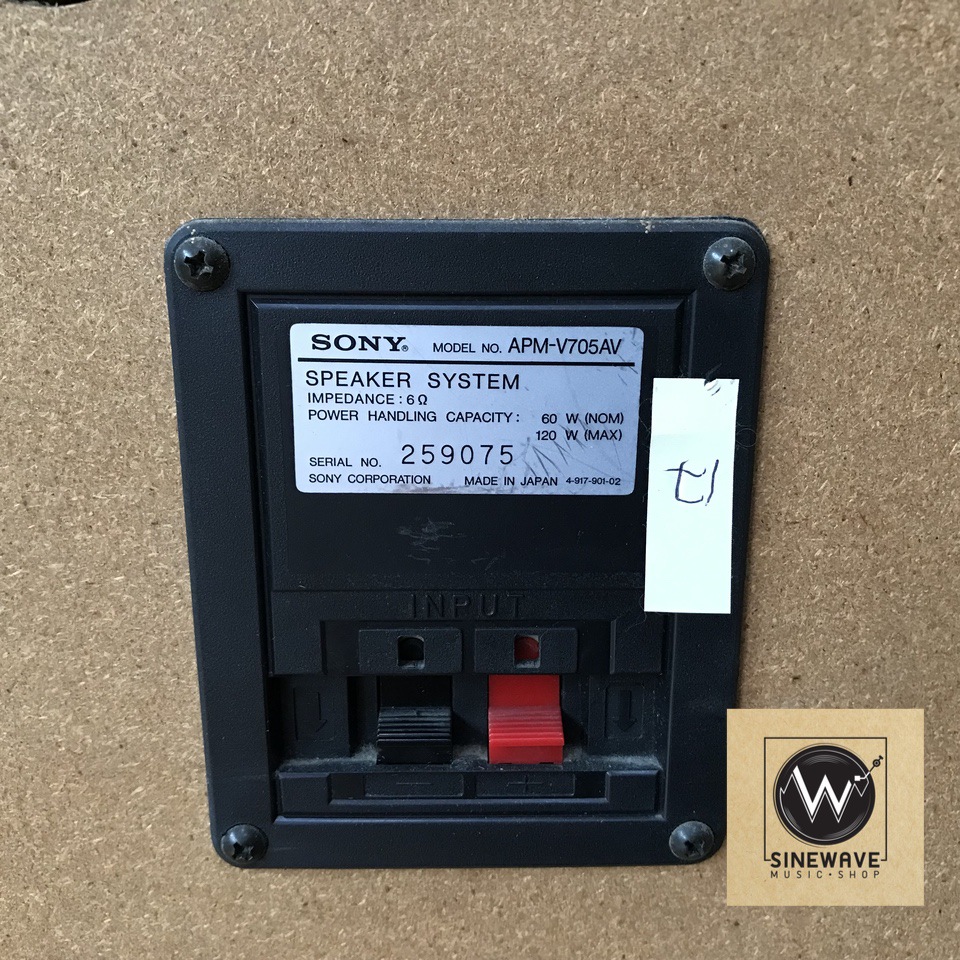 SONY® MODEL NO. APM-V705AV
SPEAKER SYSTEM
IMPEDANCE : 6 Ω
POWER HANDLING CAPACITY : 60 W (NOM)
120 W (MAX)
SERIAL NO. 259075
SONY CORPORATION MADE IN JAPAN 4-917-901-02
INPUT
− +
W
SINEWAVE
MUSIC • SHOP